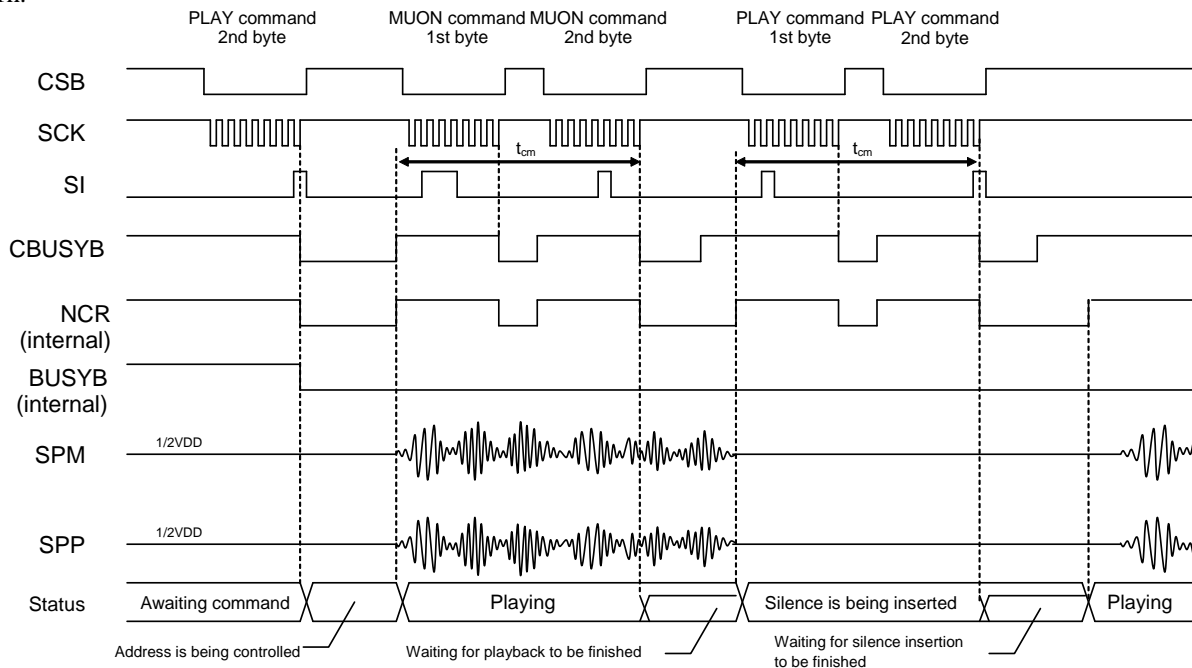 PLAY command MUON command MUON command PLAY command PLAY command
2nd byte 1st byte 2nd byte 1st byte 2nd byte
CSB
SCK
tcm tcm
SI
CBUSYB
NCR
(internal)
BUSYB
(internal)
1/2VDD
SPM
1/2VDD
SPP
Status Awaiting command Playing Silence is being inserted Playing
Address is being controlled Waiting for playback to be finished Waiting for silence insertion
to be finished